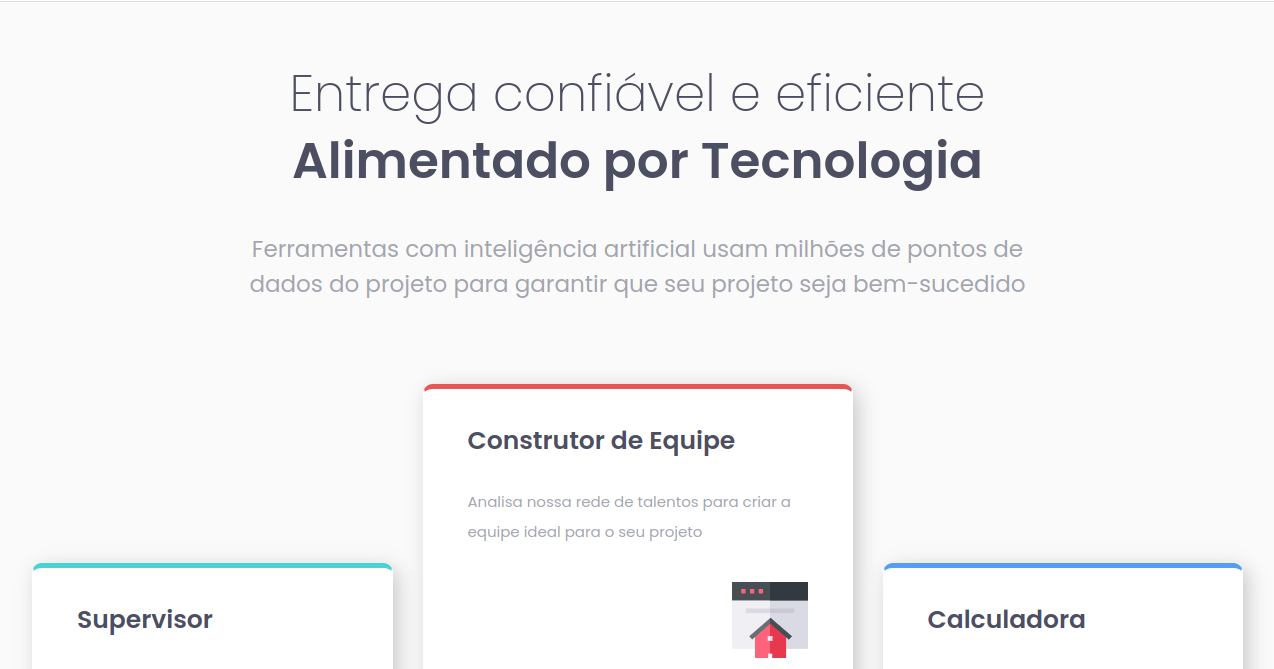 Entrega confiável e eficiente
Alimentado por Tecnologia
Ferramentas com inteligência artificial usam milhões de pontos de
dados do projeto para garantir que seu projeto seja bem-sucedido
Construtor de Equipe
Analisa nossa rede de talentos para criar a
equipe ideal para o seu projeto
Supervisor
Calculadora